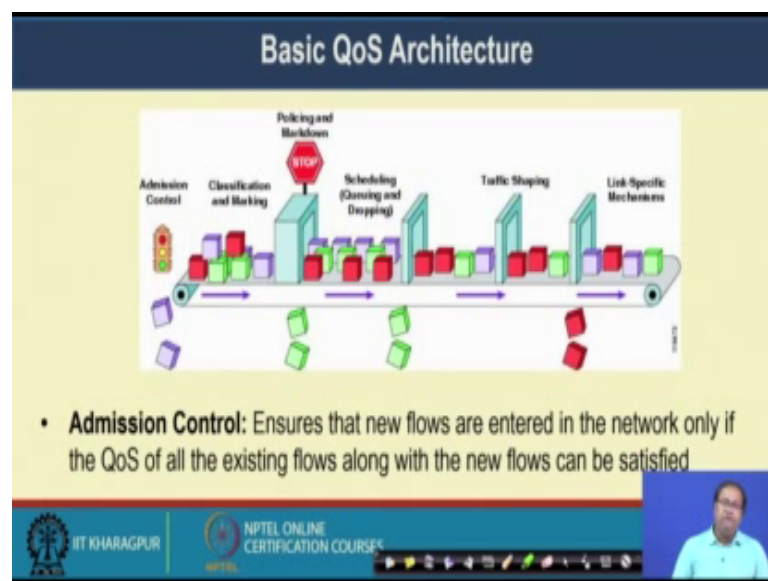 Basic QoS Architecture
Policing and
Markdown
STOP
Admission
Control
Classification
and Marking
Scheduling
(Queuing and
Dropping)
Traffic Shaping
Link-Specific
Mechanisms
• Admission Control: Ensures that new flows are entered in the network only if
the QoS of all the existing flows along with the new flows can be satisfied
IIT KHARAGPUR
NPTEL ONLINE
CERTIFICATION COURSES
NPTEL